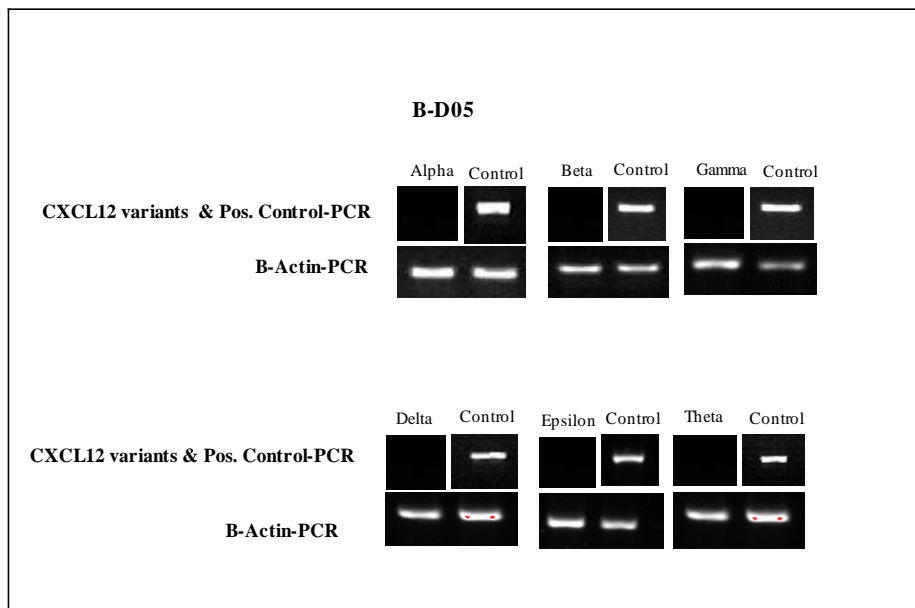 B-D05
Alpha Control Beta Control Gamma Control
CXCL12 variants & Pos. Control-PCR
B-Actin-PCR
Delta Control Epsilon Control Theta Control
CXCL12 variants & Pos. Control-PCR
B-Actin-PCR